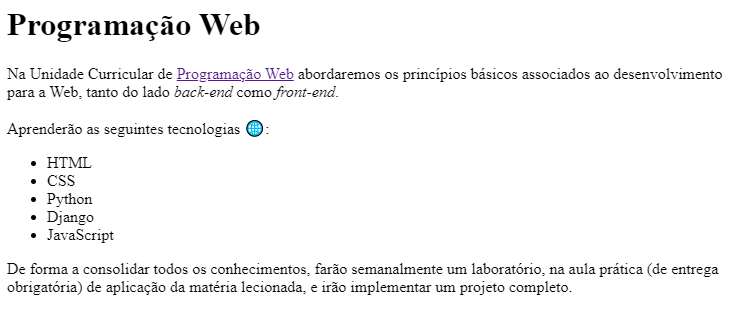 Programação Web
Na Unidade Curricular de Programação Web abordaremos os princípios básicos associados ao desenvolvimento
para a Web, tanto do lado back-end como front-end.
Aprenderão as seguintes tecnologias 🌐:
• HTML
• CSS
• Python
• Django
• JavaScript
De forma a consolidar todos os conhecimentos, farão semanalmente um laboratório, na aula prática (de entrega
obrigatória) de aplicação da matéria lecionada, e irão implementar um projeto completo.